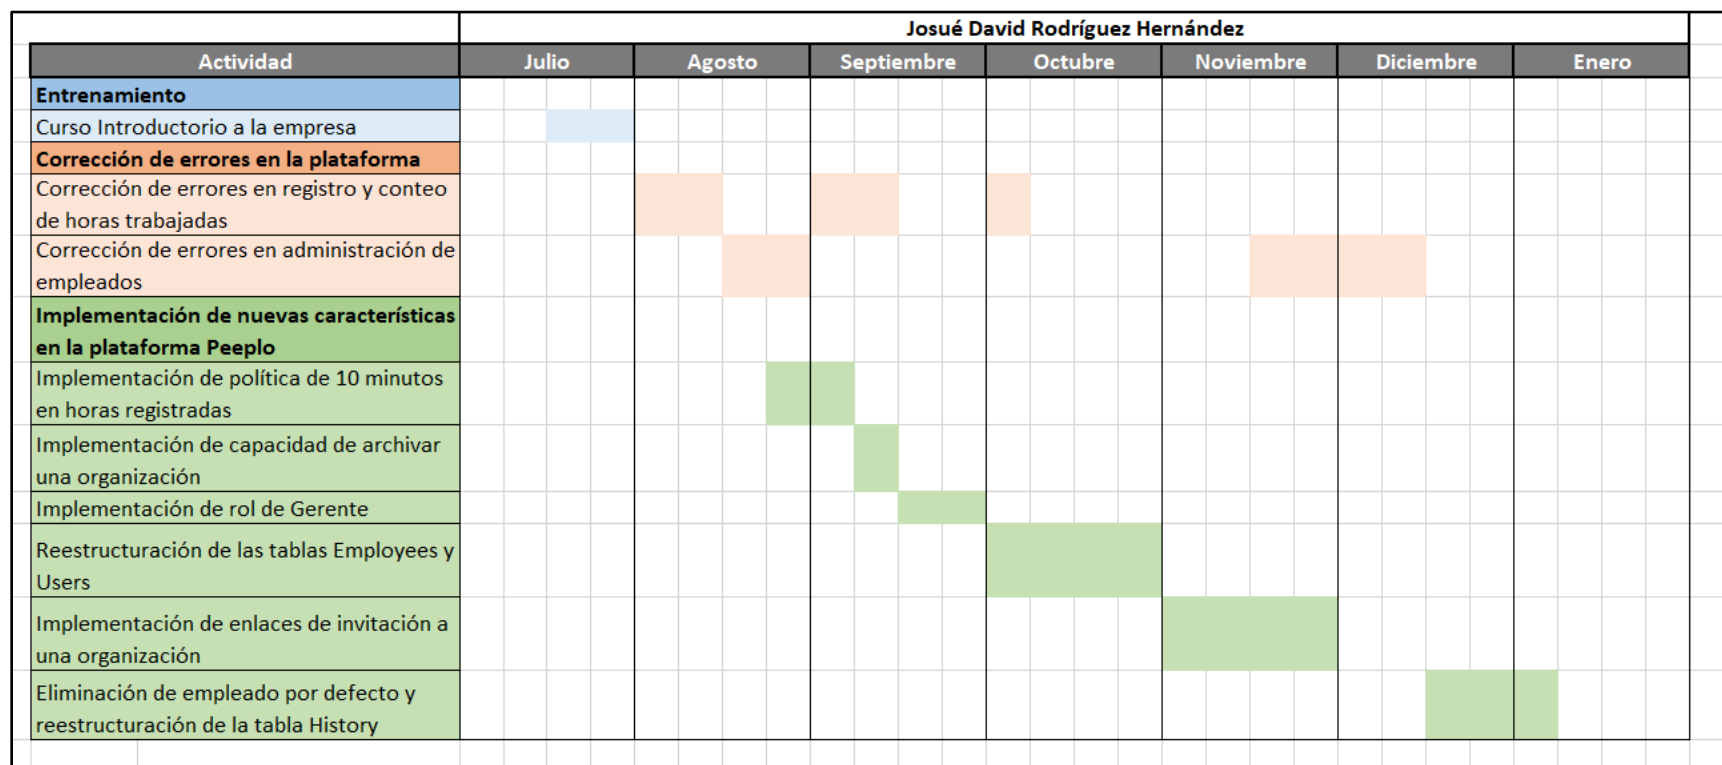 Josué David Rodríguez Hernández
Actividad Julio Agosto Septiembre Octubre Noviembre Diciembre Enero
Entrenamiento
Curso Introductorio a la empresa
Corrección de errores en la plataforma
Corrección de errores en registro y conteo
de horas trabajadas
Corrección de errores en administración de
empleados
Implementación de nuevas características
en la plataforma Peeplo
Implementación de política de 10 minutos
en horas registradas
Implementación de capacidad de archivar
una organización
Implementación de rol de Gerente
Reestructuración de las tablas Employees y
Users
Implementación de enlaces de invitación a
una organización
Eliminación de empleado por defecto y
reestructuración de la tabla History